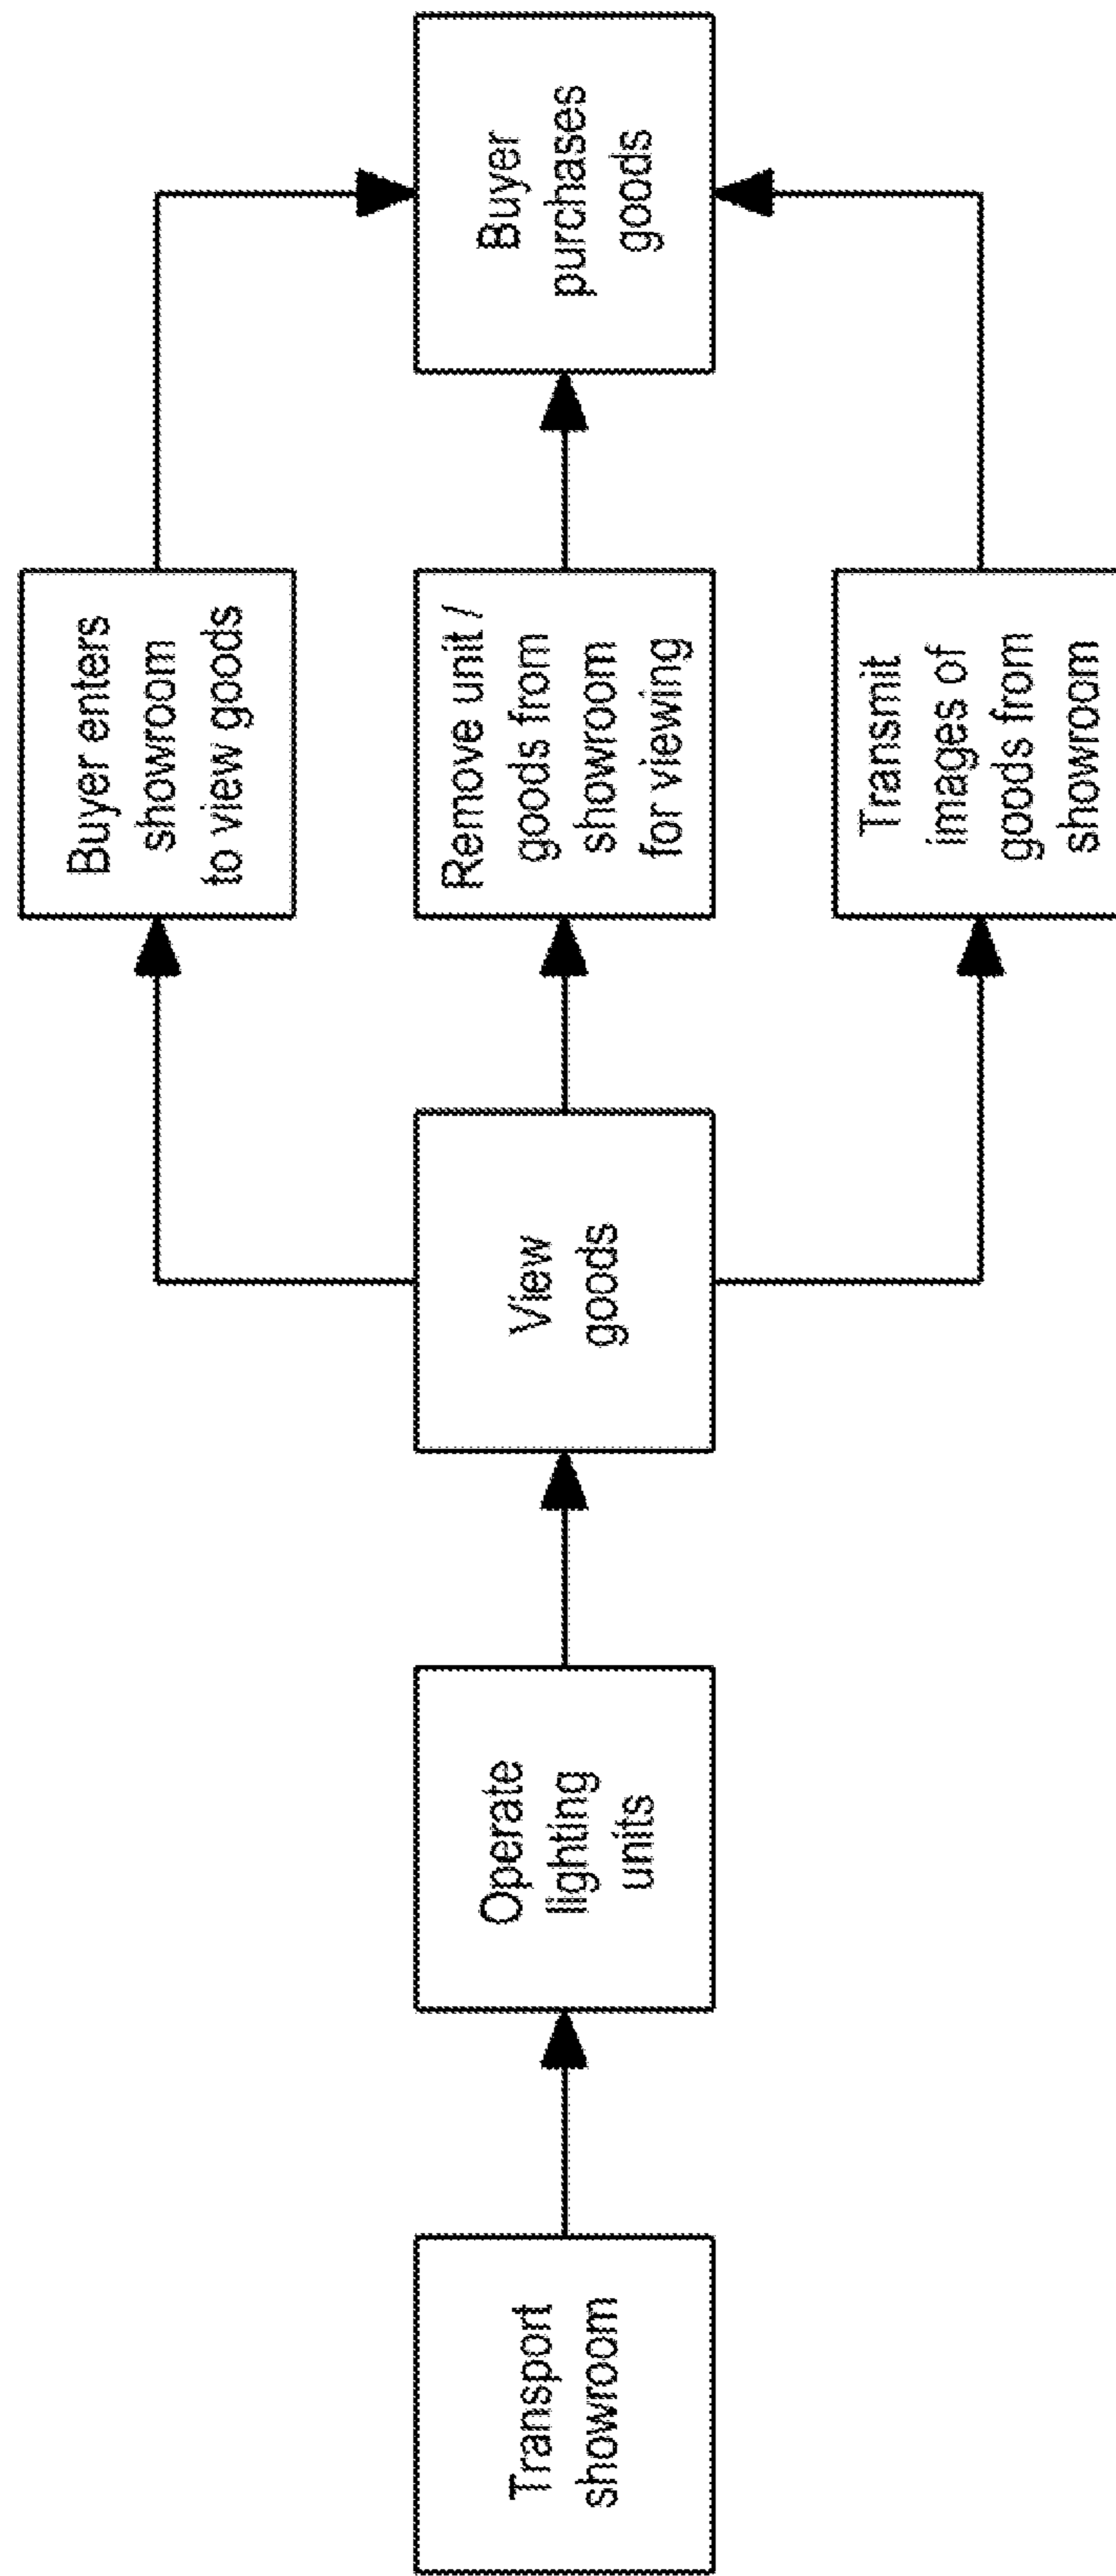 Transport
showroom
Operate
lighting
units
View
goods
Buyer enters
showroom
to view goods
Remove unit /
goods from
showroom
for viewing
Transmit
images of
goods from
showroom
Buyer
purchases
goods